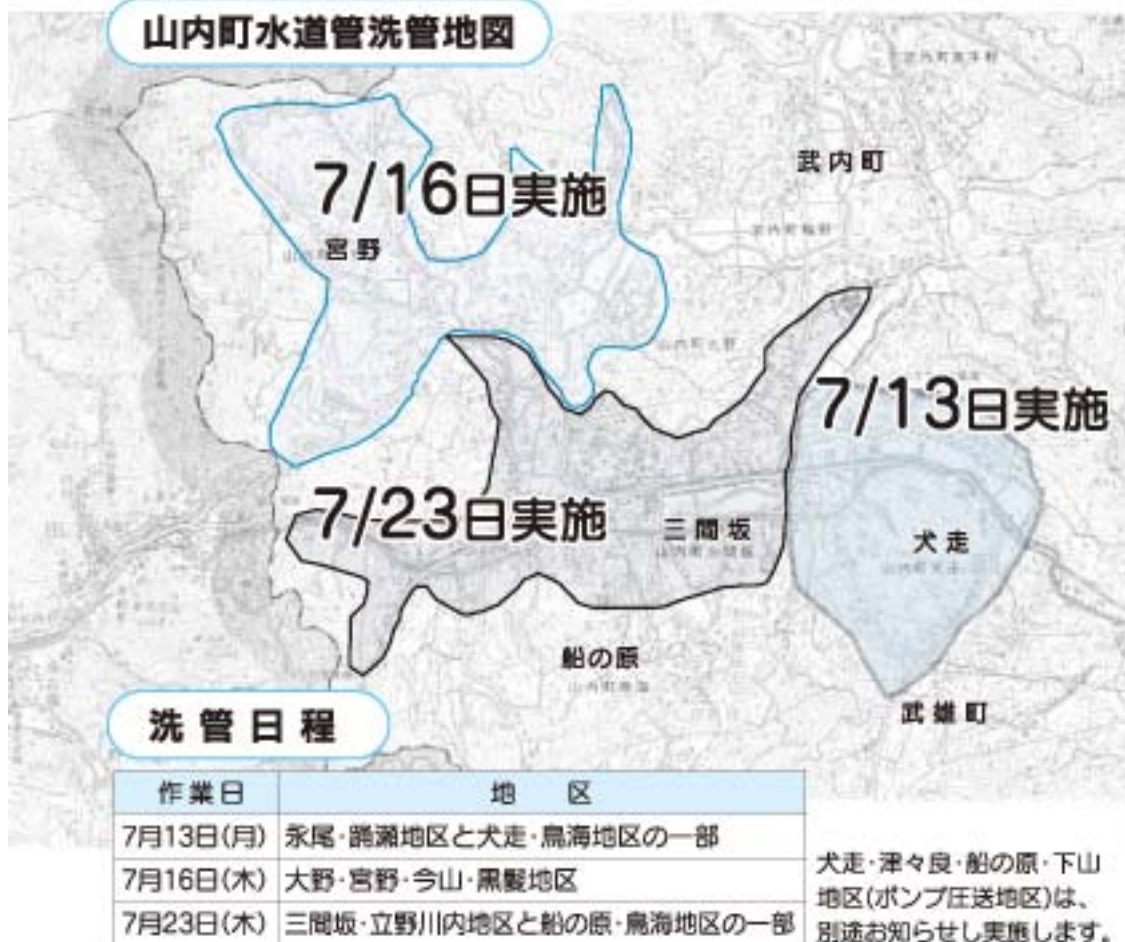 山内町水道管洗管地図
武内町
7/16日実施
宮野
7/13日実施
7/23日実施
三間坂
犬走
船の原
武雄町
洗管日程
作業日 地区
7月13日(月) 永尾・踊瀬地区と犬走・鳥海地区の一部
7月16日(木) 大野・宮野・今山・黒髪地区
7月23日(木) 三間坂・立野川内地区と船の原・鳥海地区の一部
犬走・津々良・船の原・下山
地区(ポンプ圧送地区)は、
別途お知らせし実施します。